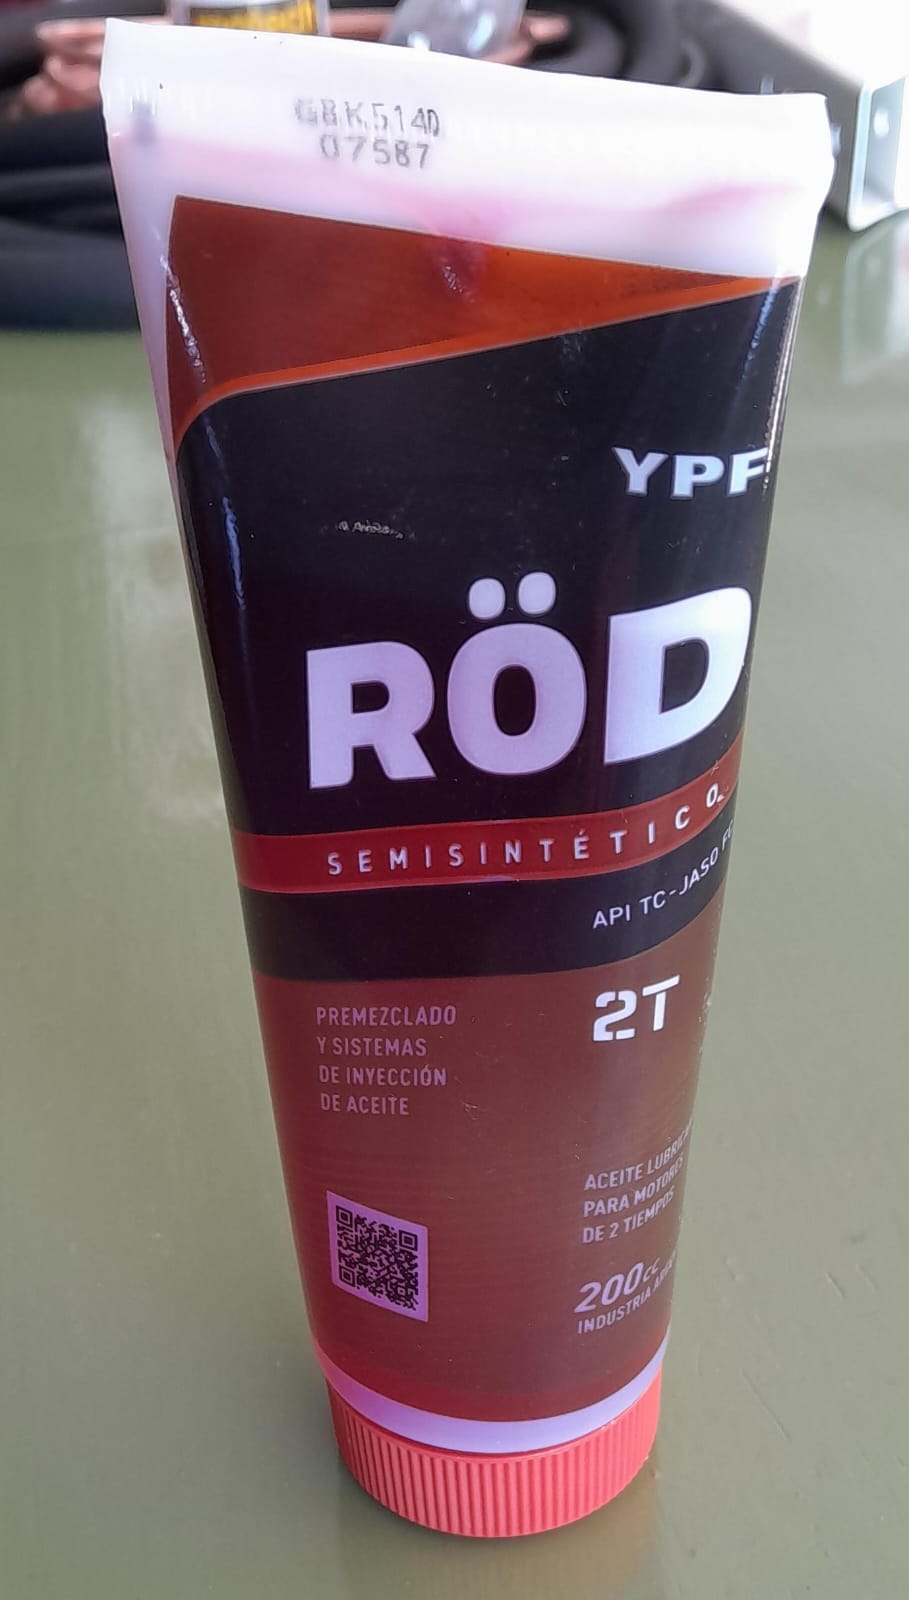 GBK514D
07587
YPF
RÖD
SEMISINTÉTICO
API TC-JASO
2T
PREMEZCLADO
Y SISTEMAS
DE INYECCIÓN
DE ACEITE
ACEITE
PARA MOTORES
DE 2 TIEMPOS
200cc
INDUSTRIA